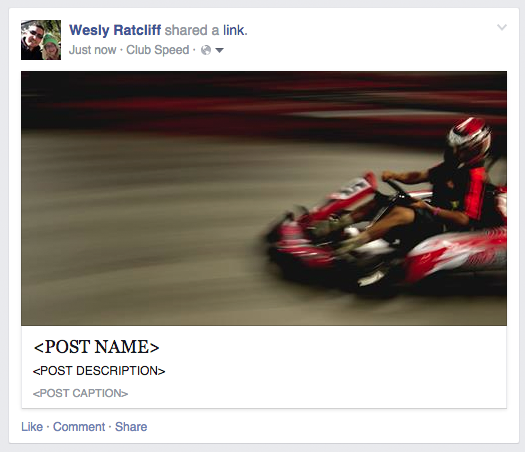 Wesly Ratcliff shared a link.
Just now · Club Speed ·
<POST NAME>
<POST DESCRIPTION>
<POST CAPTION>
Like · Comment · Share